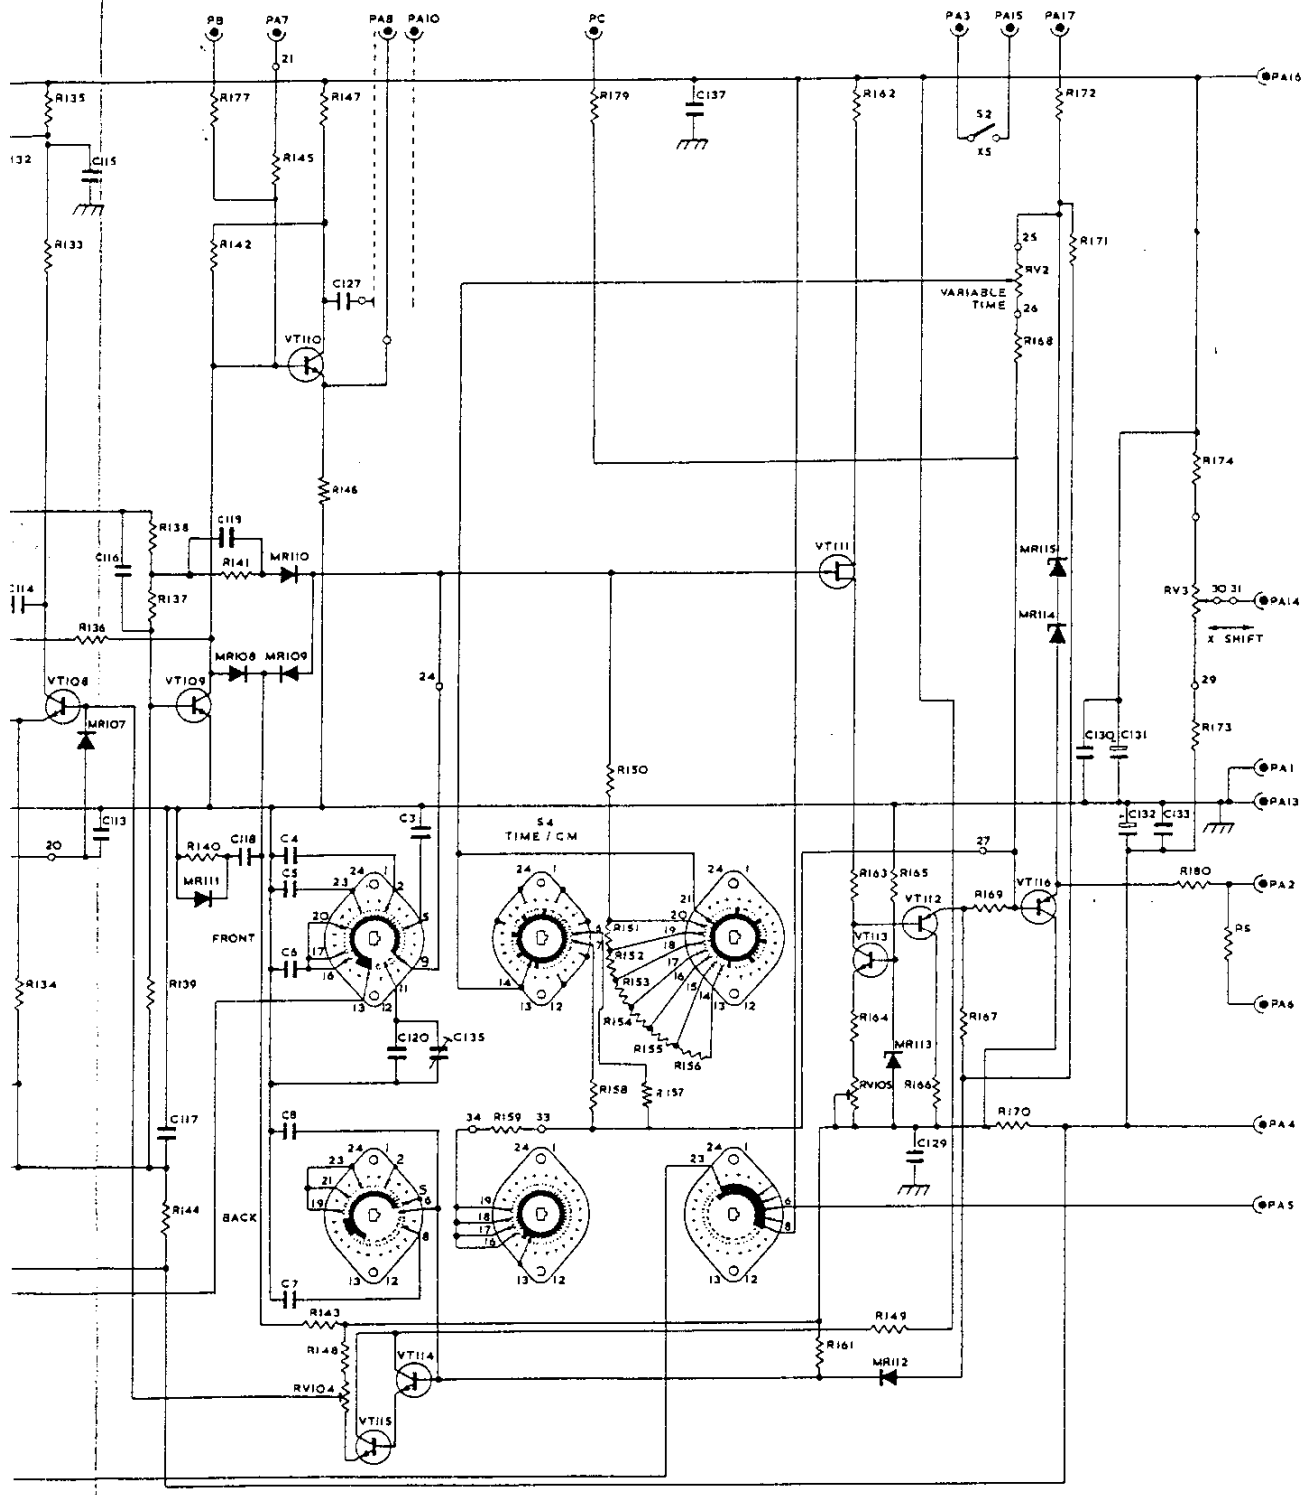 PB PA7 PA8 PA10 PC PA3 PA15 PA17
21
PA16
R135 R177 R147 R179 C137 R162 R172
S2
X5
132 C115 R145
R133 R142 25 R171
C127 RV2
VARIABLE
TIME
26
VT110 R168
R174
R146
R138 C119
C116 R141 MR110 VT111 MR115
C114 R137 RV3 30 31 PA14
R136 MR114
X SHIFT
MR108 MR109
VT108 VT109 24 29
MR107
C130 C131 R173
R150 PA1
PA13
C113 C3 S4
TIME/CM
C132 C133
20 R140 C118 C4 27
MR111 C5 24 1 24 1 24 1 R163 R165 VT116 R180 PA2
23 2 21 VT112 R169
FRONT 20 5 6 7 R151 20 19 VT113
C6 17 R152 18 R5
16 9 17
R134 R139 11 14 R153 16 15 14
13 12 13 12 13 12 PA6
R154 R164 R167
C120 C135 R155 MR113
R156
R158 R157 RV105 R166
C117 C8 34 R159 33 R170 PA4
24 1 24 1 24 1 C129
23 2 23
21 5
19 6 19 6 PA5
R144 BACK 18
17
8 16 8
13 12 13 12 13 12
C7
R143 R149
R148 R161
VT114 MR112
RV104
VT115